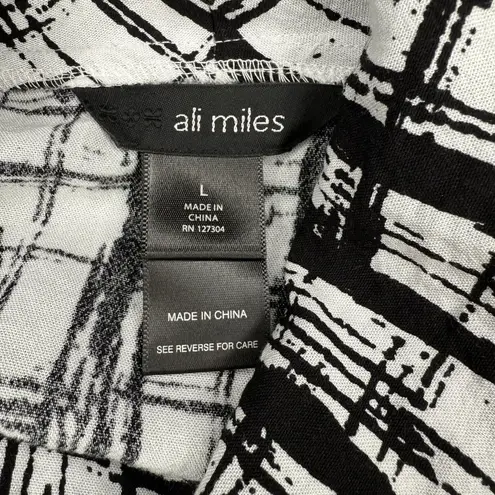 ali miles
L
MADE IN
CHINA
RN 127304
MADE IN CHINA
SEE REVERSE FOR CARE